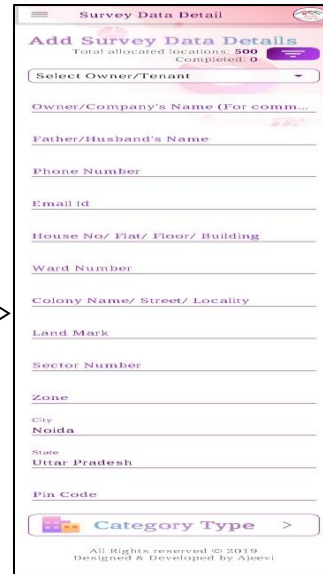 Survey Data Detail
Add Survey Data Details
Total allocated locations: 500
Completed: 0
Select Owner/Tenant
Owner/Company's Name (For comm...
Father/Husband's Name
Phone Number
Email Id
House No/ Flat/ Floor/ Building
Ward Number
Colony Name/ Street/ Locality
Land Mark
Sector Number
Zone
City
Noida
State
Uttar Pradesh
Pin Code
Category Type >
All Rights reserved © 2019
Designed & Developed by Ajeevi